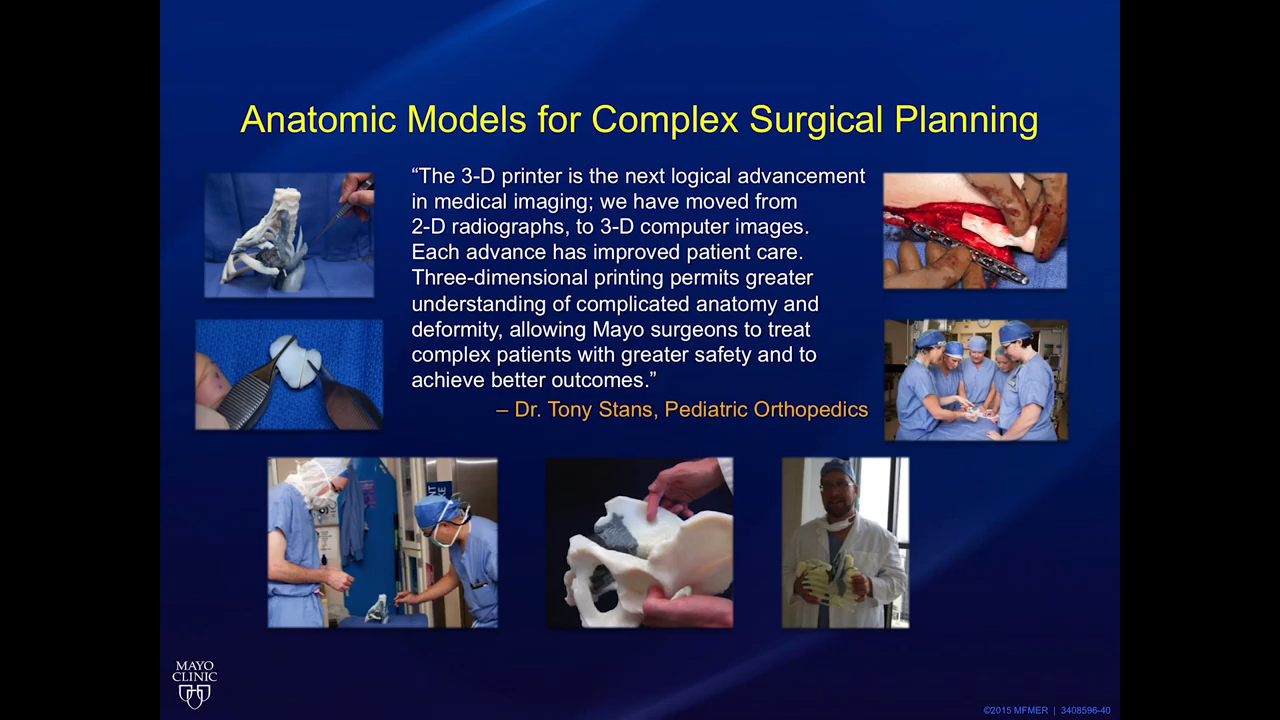 Anatomic Models for Complex Surgical Planning
“The 3-D printer is the next logical advancement
in medical imaging; we have moved from
2-D radiographs, to 3-D computer images.
Each advance has improved patient care.
Three-dimensional printing permits greater
understanding of complicated anatomy and
deformity, allowing Mayo surgeons to treat
complex patients with greater safety and to
achieve better outcomes.”
– Dr. Tony Stans, Pediatric Orthopedics
MAYO
CLINIC
©2015 MFMER | 3408596-40